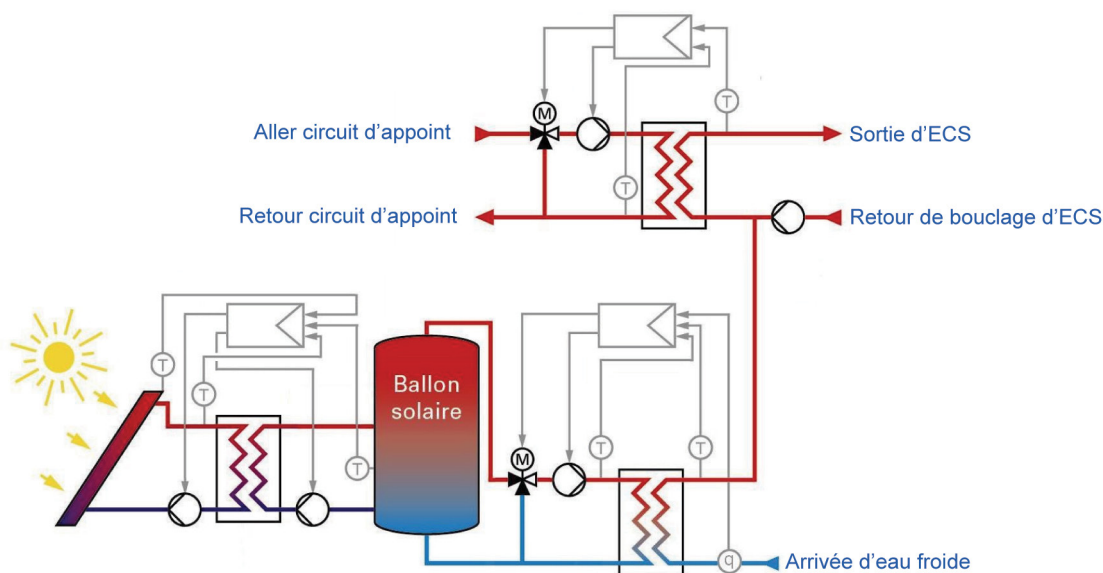 M
T
Aller circuit d'appoint
Sortie d'ECS
T
Retour circuit d'appoint
Retour de bouclage d'ECS
T
T
Ballon
solaire
T
M
T
T
Arrivée d'eau froide
q